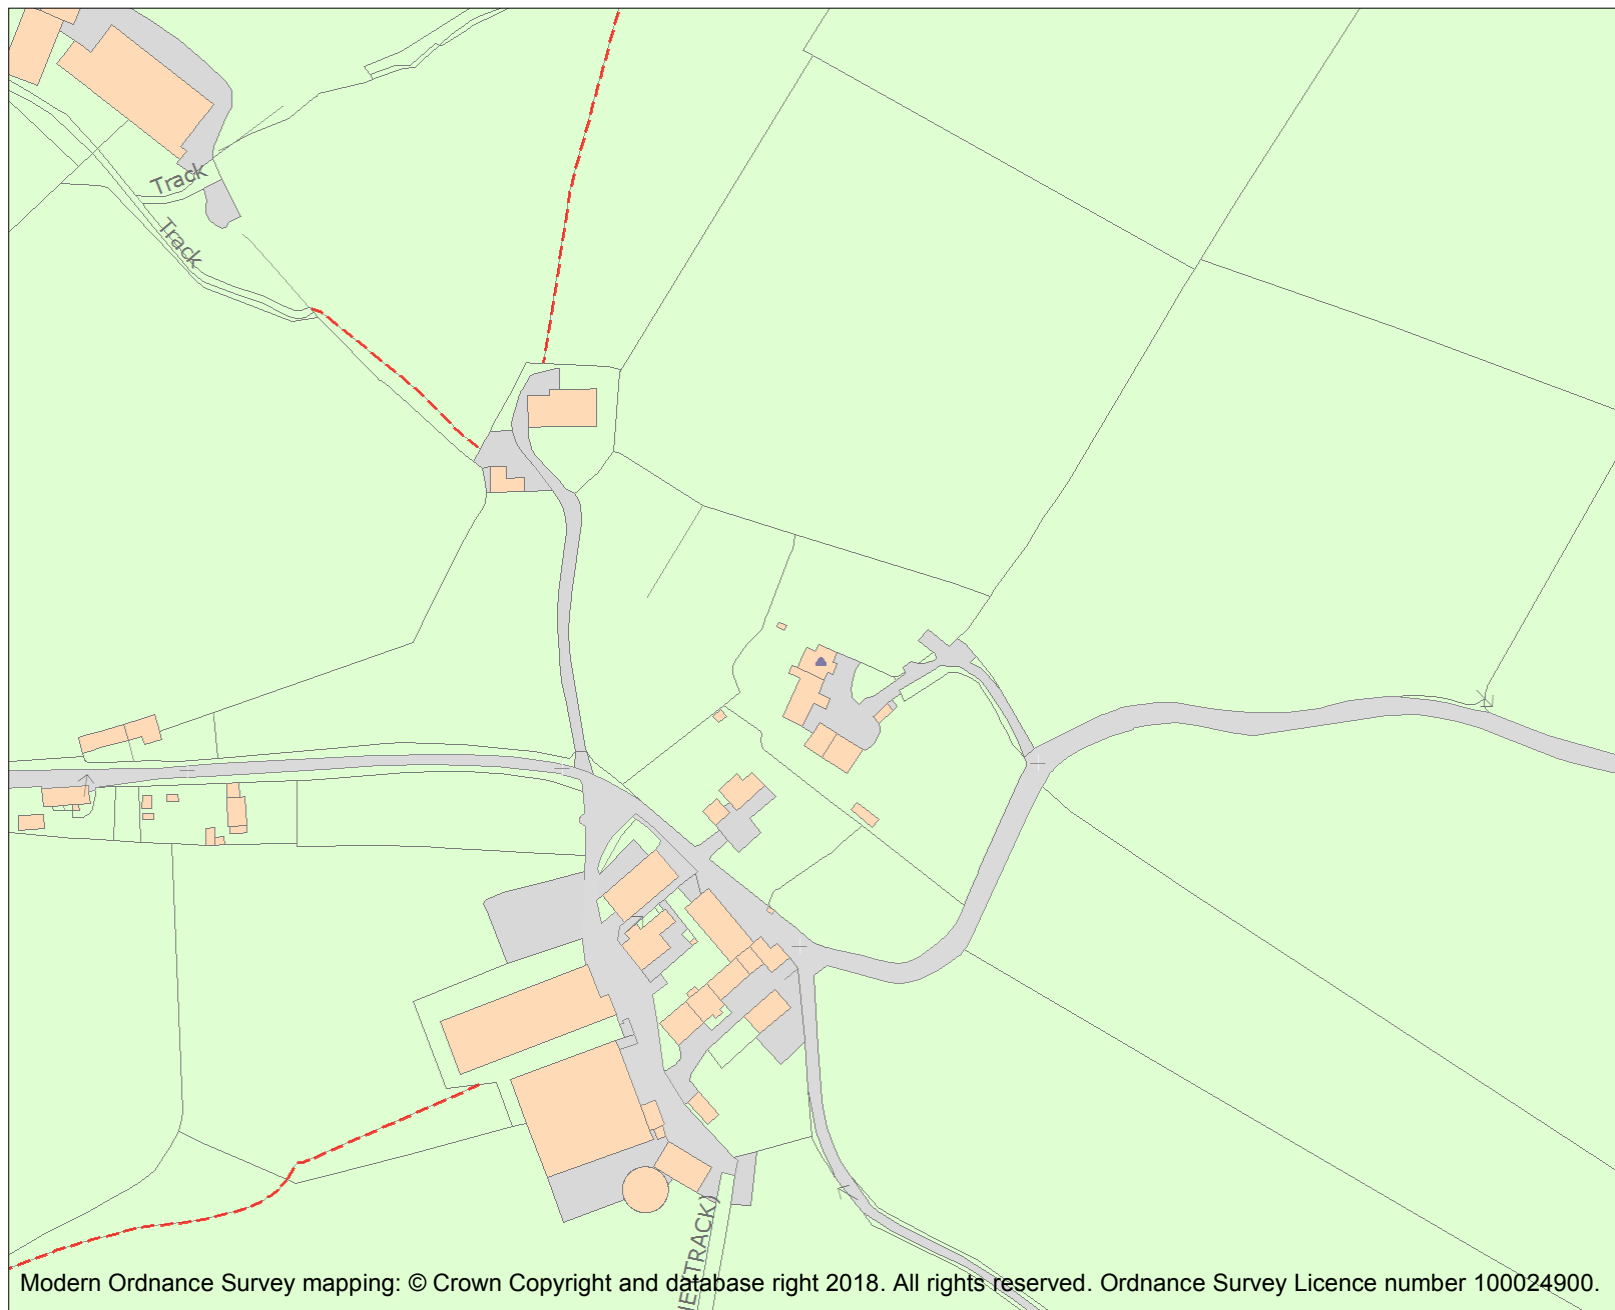 Track
Track
TRACK)
Modern Ordnance Survey mapping: © Crown Copyright and database right 2018. All rights reserved. Ordnance Survey Licence number 100024900.